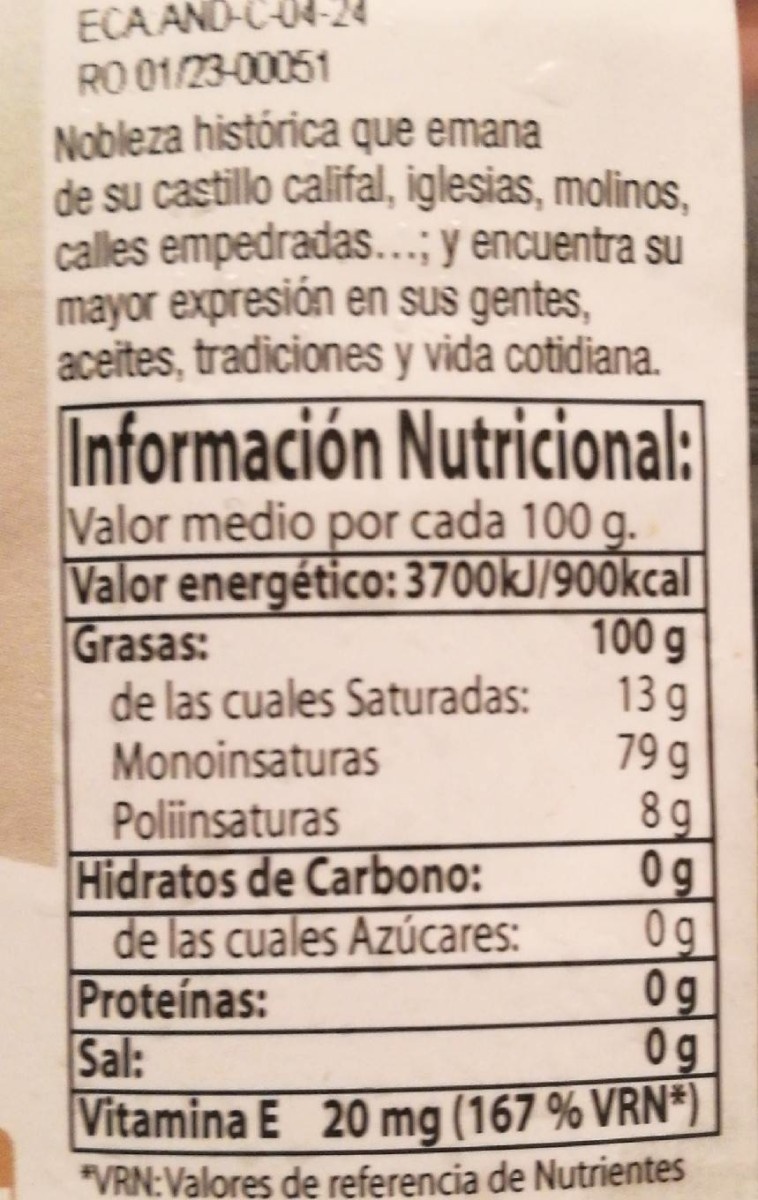 ECA.AND-C-04-24
RO 01/23-00051
Nobleza histórica que emana
de su castillo califal, iglesias, molinos,
calles empedradas...; y encuentra su
mayor expresión en sus gentes,
aceites, tradiciones y vida cotidiana.
Información Nutricional:
Valor medio por cada 100 g.
Valor energético: 3700kJ/900kcal
Grasas: 100 g
de las cuales Saturadas: 13 g
Monoinsaturas 79 g
Poliinsaturas 8 g
Hidratos de Carbono: 0 g
de las cuales Azúcares: 0 g
Proteínas: 0 g
Sal: 0 g
Vitamina E 20 mg (167 % VRN*)
*VRN: Valores de referencia de Nutrientes